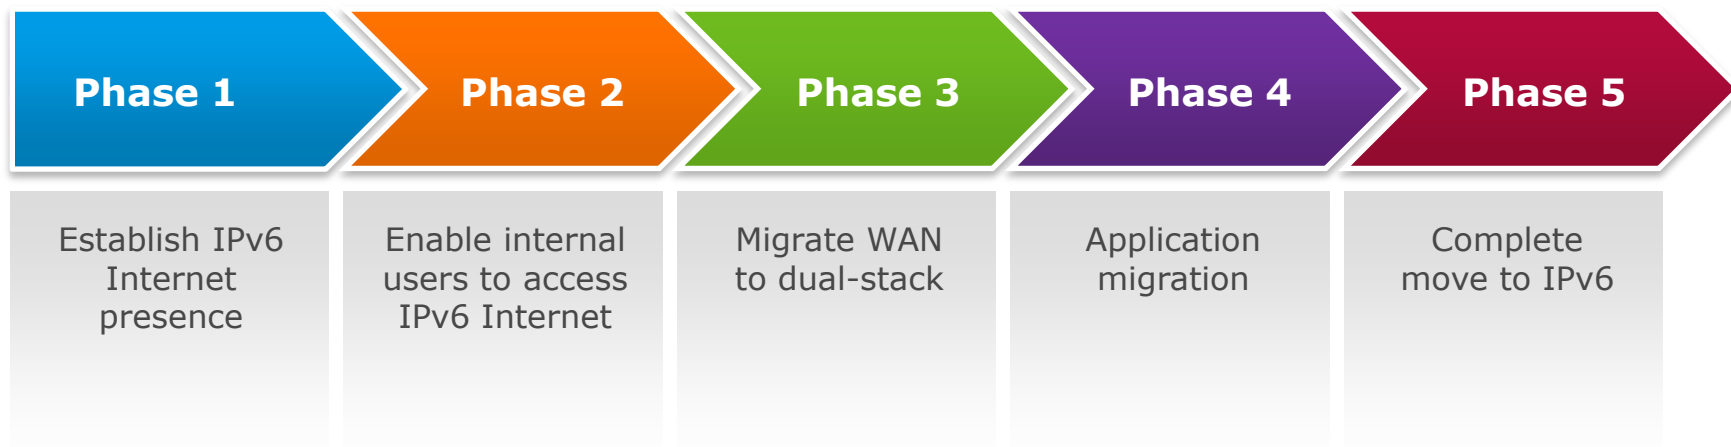 Phase 1
Phase 2
Phase 3
Phase 4
Phase 5
Establish IPv6
Internet
presence
Enable internal
users to access
IPv6 Internet
Migrate WAN
to dual-stack
Application
migration
Complete
move to IPv6